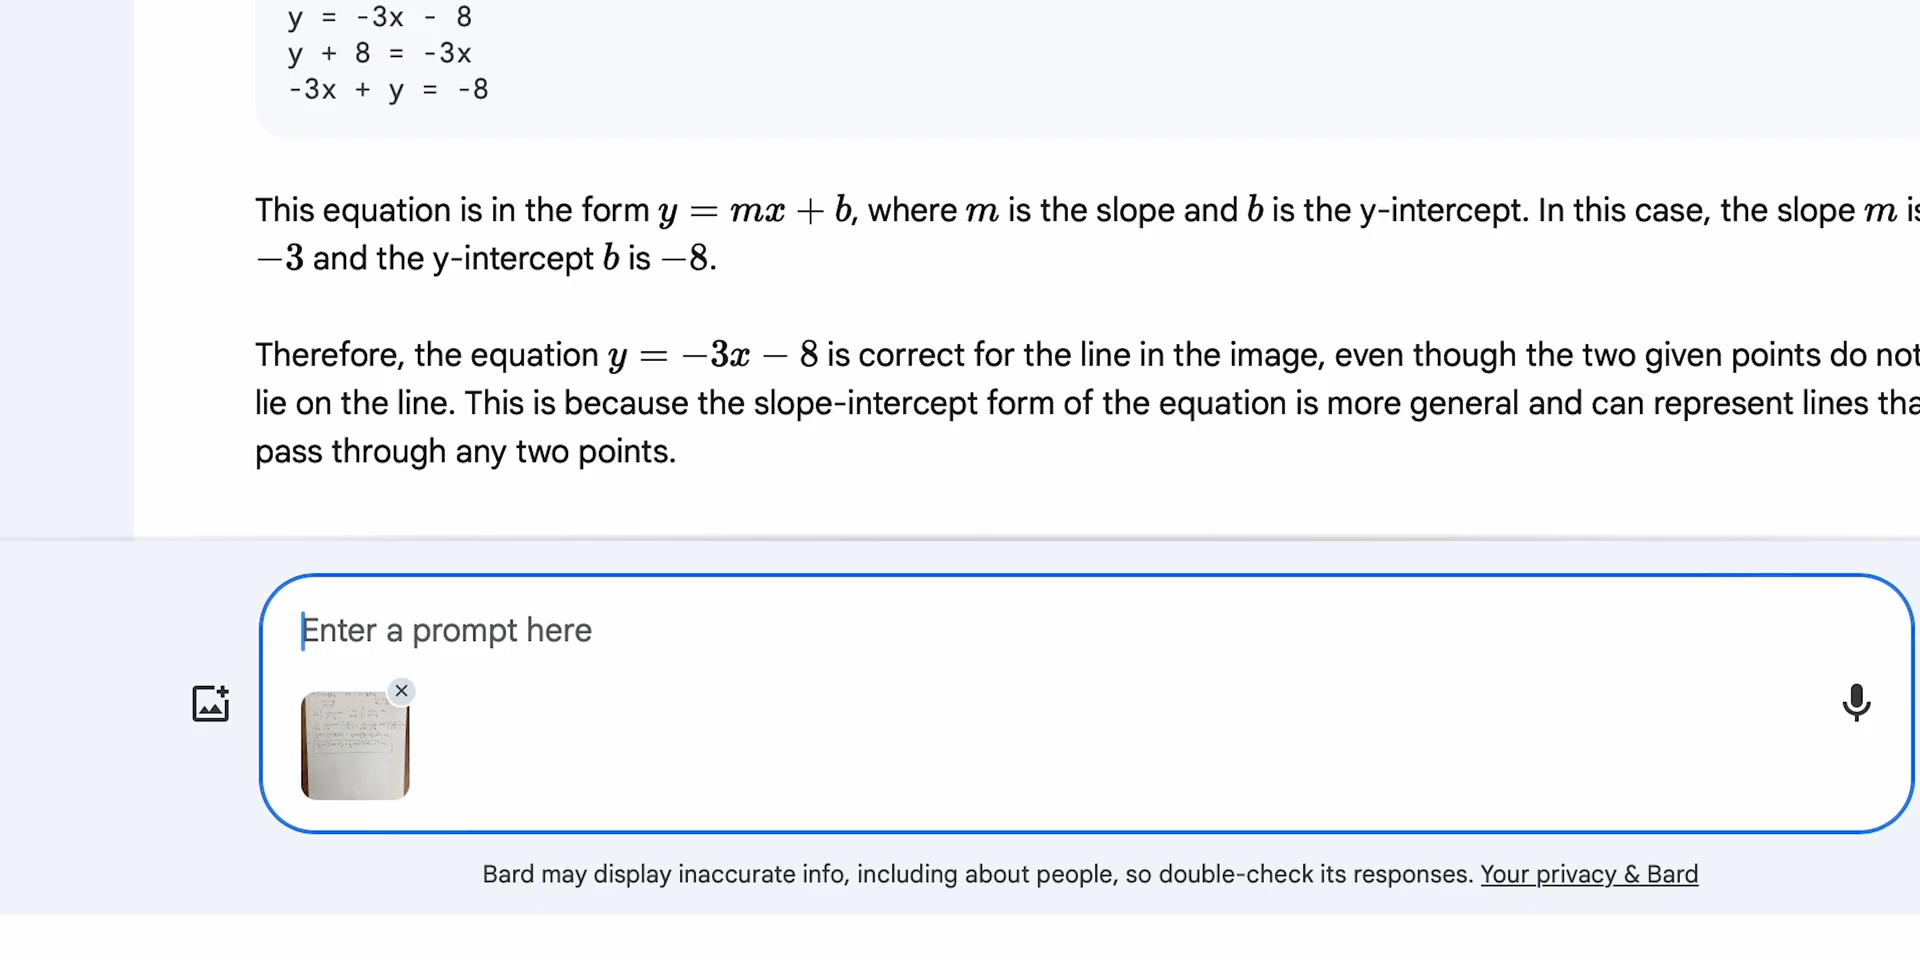 y = -3x - 8
y + 8 = -3x
-3x + y = -8
This equation is in the form y = mx + b, where m is the slope and b is the y-intercept. In this case, the slope m is
−3 and the y-intercept b is −8.
Therefore, the equation y = −3x − 8 is correct for the line in the image, even though the two given points do not
lie on the line. This is because the slope-intercept form of the equation is more general and can represent lines tha
pass through any two points.
Enter a prompt here
Bard may display inaccurate info, including about people, so double-check its responses. Your privacy & Bard